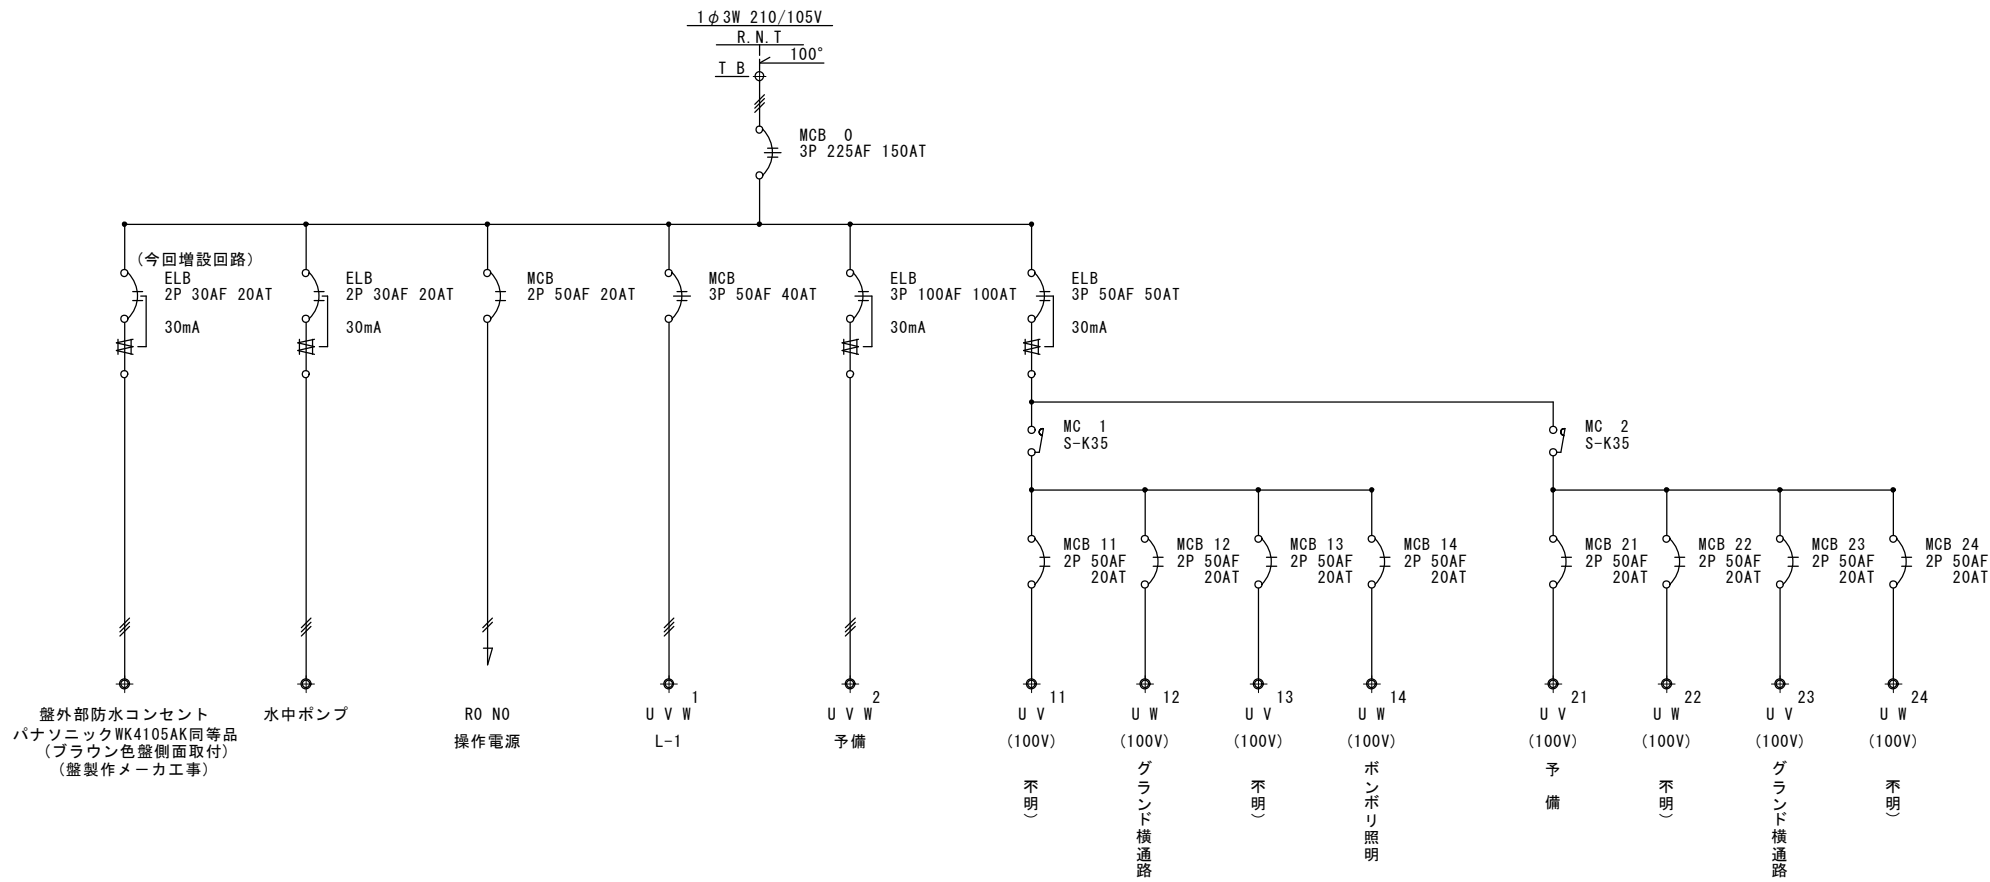 1φ3W 210/105V
R.N.T
100°
T B
MCB 0
3P 225AF 150AT
(今回増設回路)
ELB
2P 30AF 20AT
30mA
ELB
2P 30AF 20AT
30mA
MCB
2P 50AF 20AT
MCB
3P 50AF 40AT
ELB
3P 100AF 100AT
30mA
ELB
3P 50AF 50AT
30mA
MC 1
S-K35
MC 2
S-K35
MCB 11
2P 50AF
20AT
MCB 12
2P 50AF
20AT
MCB 13
2P 50AF
20AT
MCB 14
2P 50AF
20AT
MCB 21
2P 50AF
20AT
MCB 22
2P 50AF
20AT
MCB 23
2P 50AF
20AT
MCB 24
2P 50AF
20AT
盤外部防水コンセント
パナソニックWK4105AK同等品
(ブラウン色盤側面取付)
(盤製作メーカ工事)
水中ポンプ
R0 N0
操作電源
1
U V W
L-1
2
U V W
予備
11
U V
(100V)
不明)
12
U W
(100V)
グランド横通路
13
U V
(100V)
不明)
14
U W
(100V)
ボンボリ照明
21
U V
(100V)
予備
22
U W
(100V)
不明)
23
U V
(100V)
グランド横通路
24
U W
(100V)
不明)